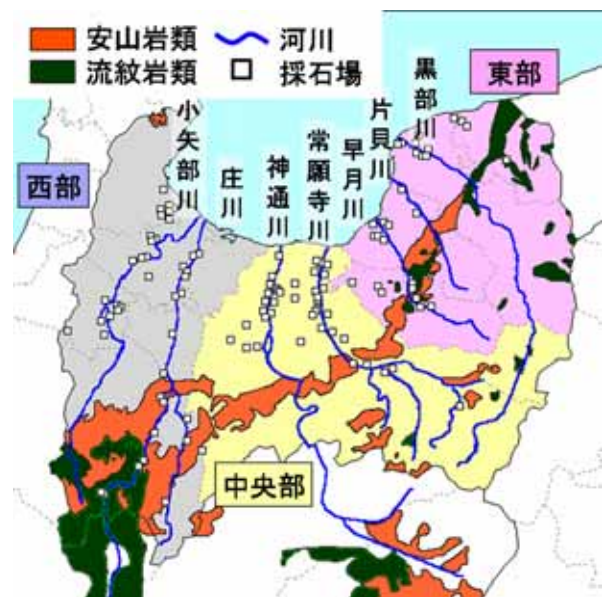 安山岩類
河川
流紋岩類
採石場
小矢部川
庄川
神通川
常願寺川
早月川
片貝川
黒部川
東部
西部
中央部